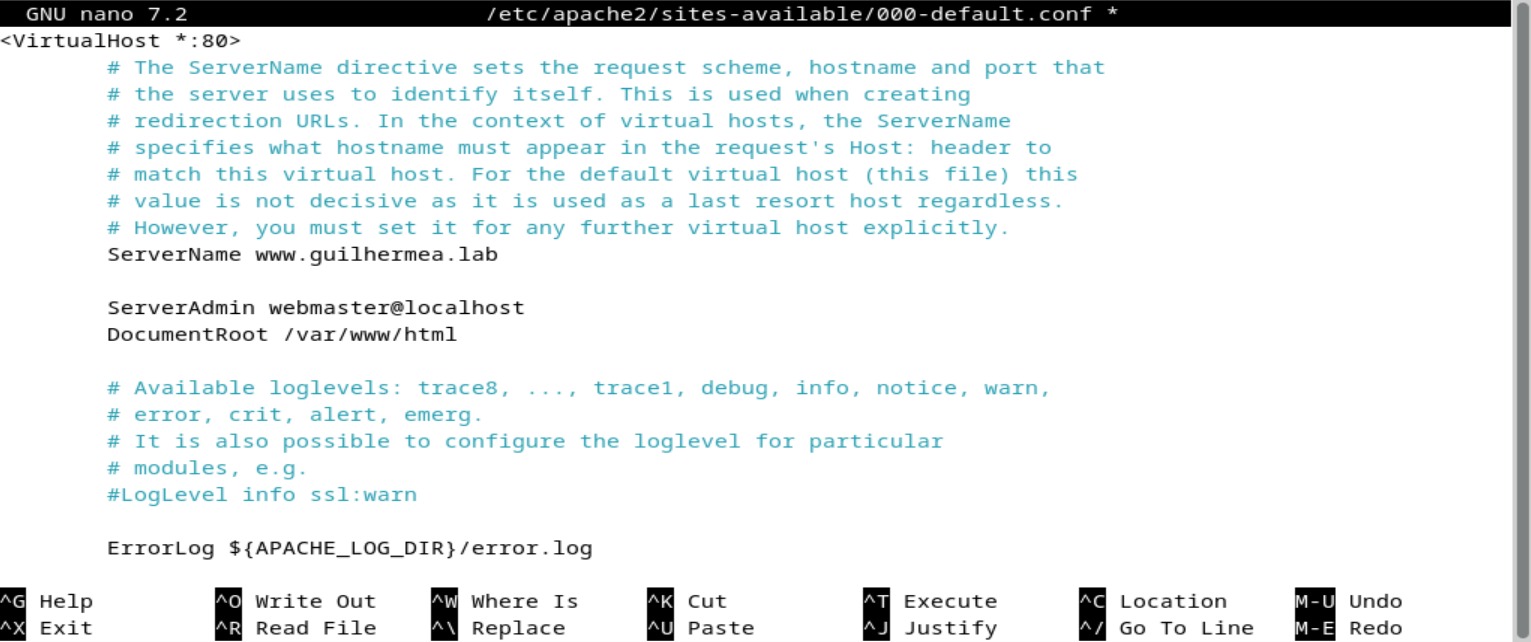 GNU nano 7.2 /etc/apache2/sites-available/000-default.conf *
<VirtualHost *:80>
# The ServerName directive sets the request scheme, hostname and port that
# the server uses to identify itself. This is used when creating
# redirection URLs. In the context of virtual hosts, the ServerName
# specifies what hostname must appear in the request's Host: header to
# match this virtual host. For the default virtual host (this file) this
# value is not decisive as it is used as a last resort host regardless.
# However, you must set it for any further virtual host explicitly.
ServerName www.guilhermea.lab
ServerAdmin webmaster@localhost
DocumentRoot /var/www/html
# Available loglevels: trace8, ..., trace1, debug, info, notice, warn,
# error, crit, alert, emerg.
# It is also possible to configure the loglevel for particular
# modules, e.g.
#LogLevel info ssl:warn
ErrorLog ${APACHE_LOG_DIR}/error.log
^G Help ^O Write Out ^W Where Is ^K Cut ^T Execute ^C Location M-U Undo
^X Exit ^R Read File ^\ Replace ^U Paste ^J Justify ^/ Go To Line M-E Redo